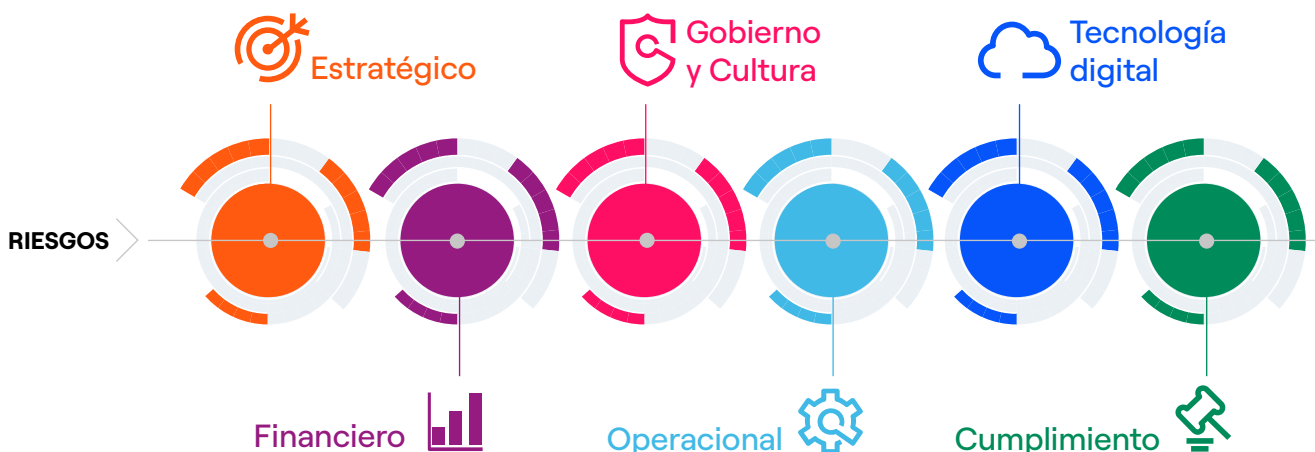 Estratégico
Gobierno
y Cultura
Tecnología
digital
RIESGOS
Financiero
Operacional
Cumplimiento